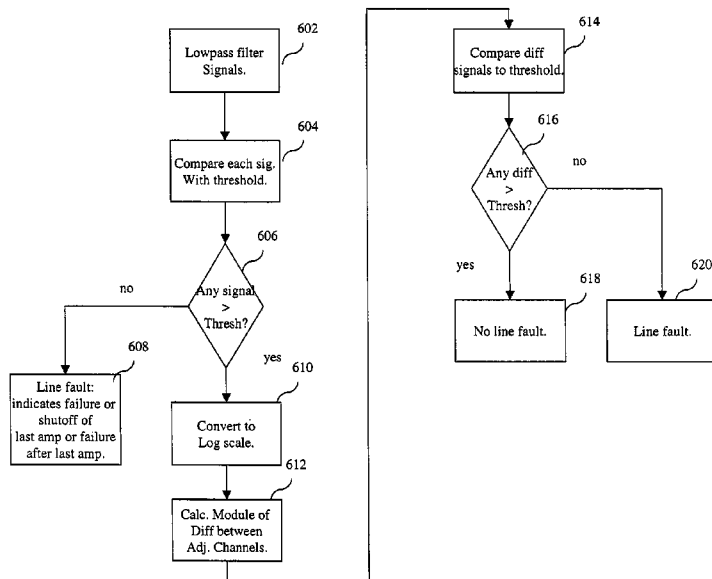 602
Lowpass filter
Signals.
604
Compare each sig.
With threshold.
606
Any signal
>
Thresh?
no
yes
608
Line fault:
indicates failure or
shutoff of
last amp or failure
after last amp.
610
Convert to
Log scale.
612
Calc. Module of
Diff between
Adj. Channels.
614
Compare diff
signals to threshold.
616
Any diff
>
Thresh?
no
yes
618
No line fault.
620
Line fault.